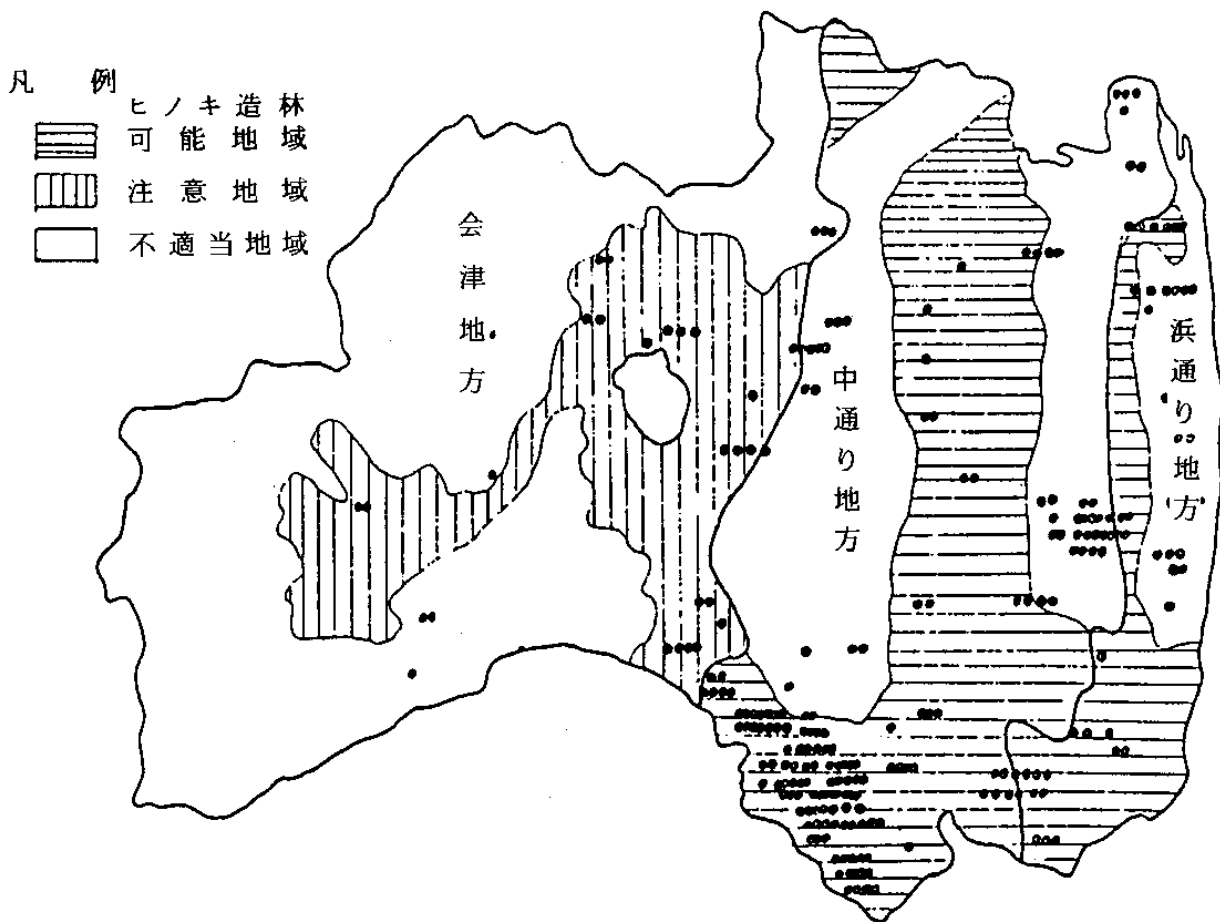 凡 例
ヒノキ造林
可能地域
注意地域
不適当地域
会津地方
中通り地方
浜通り地方